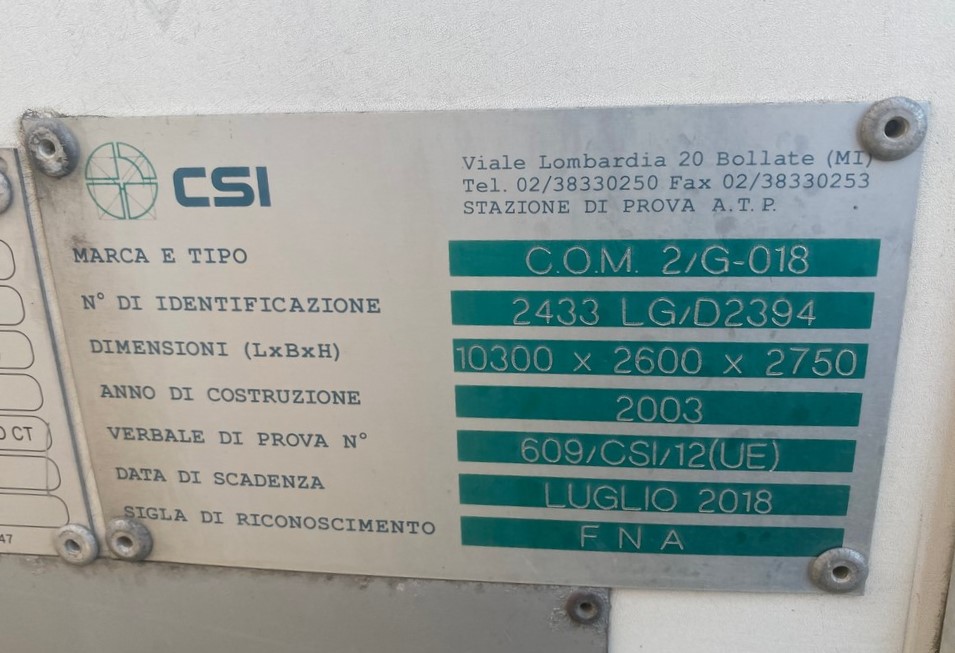 CSI
Viale Lombardia 20 Bollate (MI)
Tel. 02/38330250 Fax 02/38330253
STAZIONE DI PROVA A.T.P.
MARCA E TIPO C.O.M. 2/G-018
N° DI IDENTIFICAZIONE 2433 LG/D2394
DIMENSIONI (LxBxH) 10300 x 2600 x 2750
ANNO DI COSTRUZIONE 2003
VERBALE DI PROVA N° 609/CSI/12(UE)
DATA DI SCADENZA LUGLIO 2018
SIGLA DI RICONOSCIMENTO F N A
CT
47